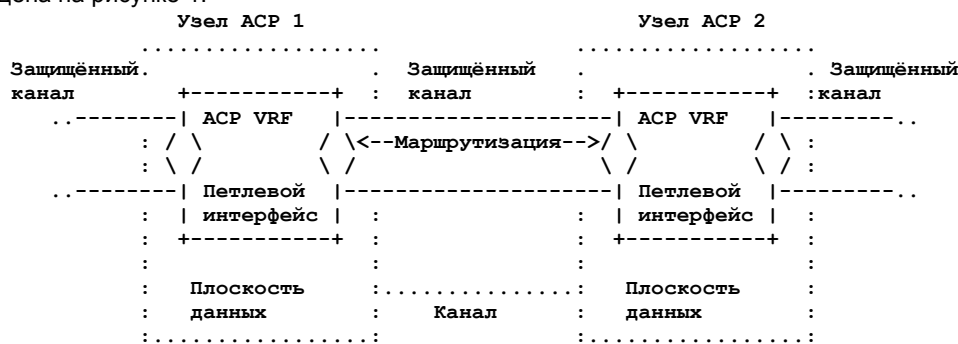 Узел ACP 1                    Узел ACP 2
Защищённый    Защищённый    Защищённый
канал    канал    канал
ACP VRF    ACP VRF
<--Маршрутизация-->
Петлевой    Петлевой
интерфейс    интерфейс
Плоскость    Плоскость
данных    Канал    данных